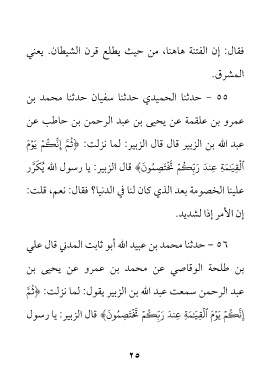 فقال: إن الفتنة هاهنا، من حيث يطلع قرن الشيطان. يعني
المشرق.
٥٥ - حدثنا الحميدي حدثنا سفيان حدثنا محمد بن
عمرو بن علقمة عن يحيى بن عبد الرحمن بن حاطب عن
عبد الله بن الزبير قال قال الزبير: لما نزلت: ﴿ثُمَّ إِنَّكُمْ يَوْمَ
ٱلْقِيَـٰمَةِ عِندَ رَبِّكُمْ تَخْتَصِمُونَ﴾ قال الزبير: يا رسول الله يُكَرَّر
علينا الخصومة بعد الذي كان لنا في الدنيا؟ فقال: نعم، قلت:
إن الأمر إذا لشديد.
٥٦ - حدثنا محمد بن عبيد الله أبو ثابت المدني قال علي
بن طلحة الوقاصي عن محمد بن عمرو عن يحيى بن
عبد الرحمن سمعت عبد الله بن الزبير يقول: لما نزلت: ﴿ثُمَّ
إِنَّكُمْ يَوْمَ ٱلْقِيَـٰمَةِ عِندَ رَبِّكُمْ تَخْتَصِمُونَ﴾ قال الزبير: يا رسول
٢٥